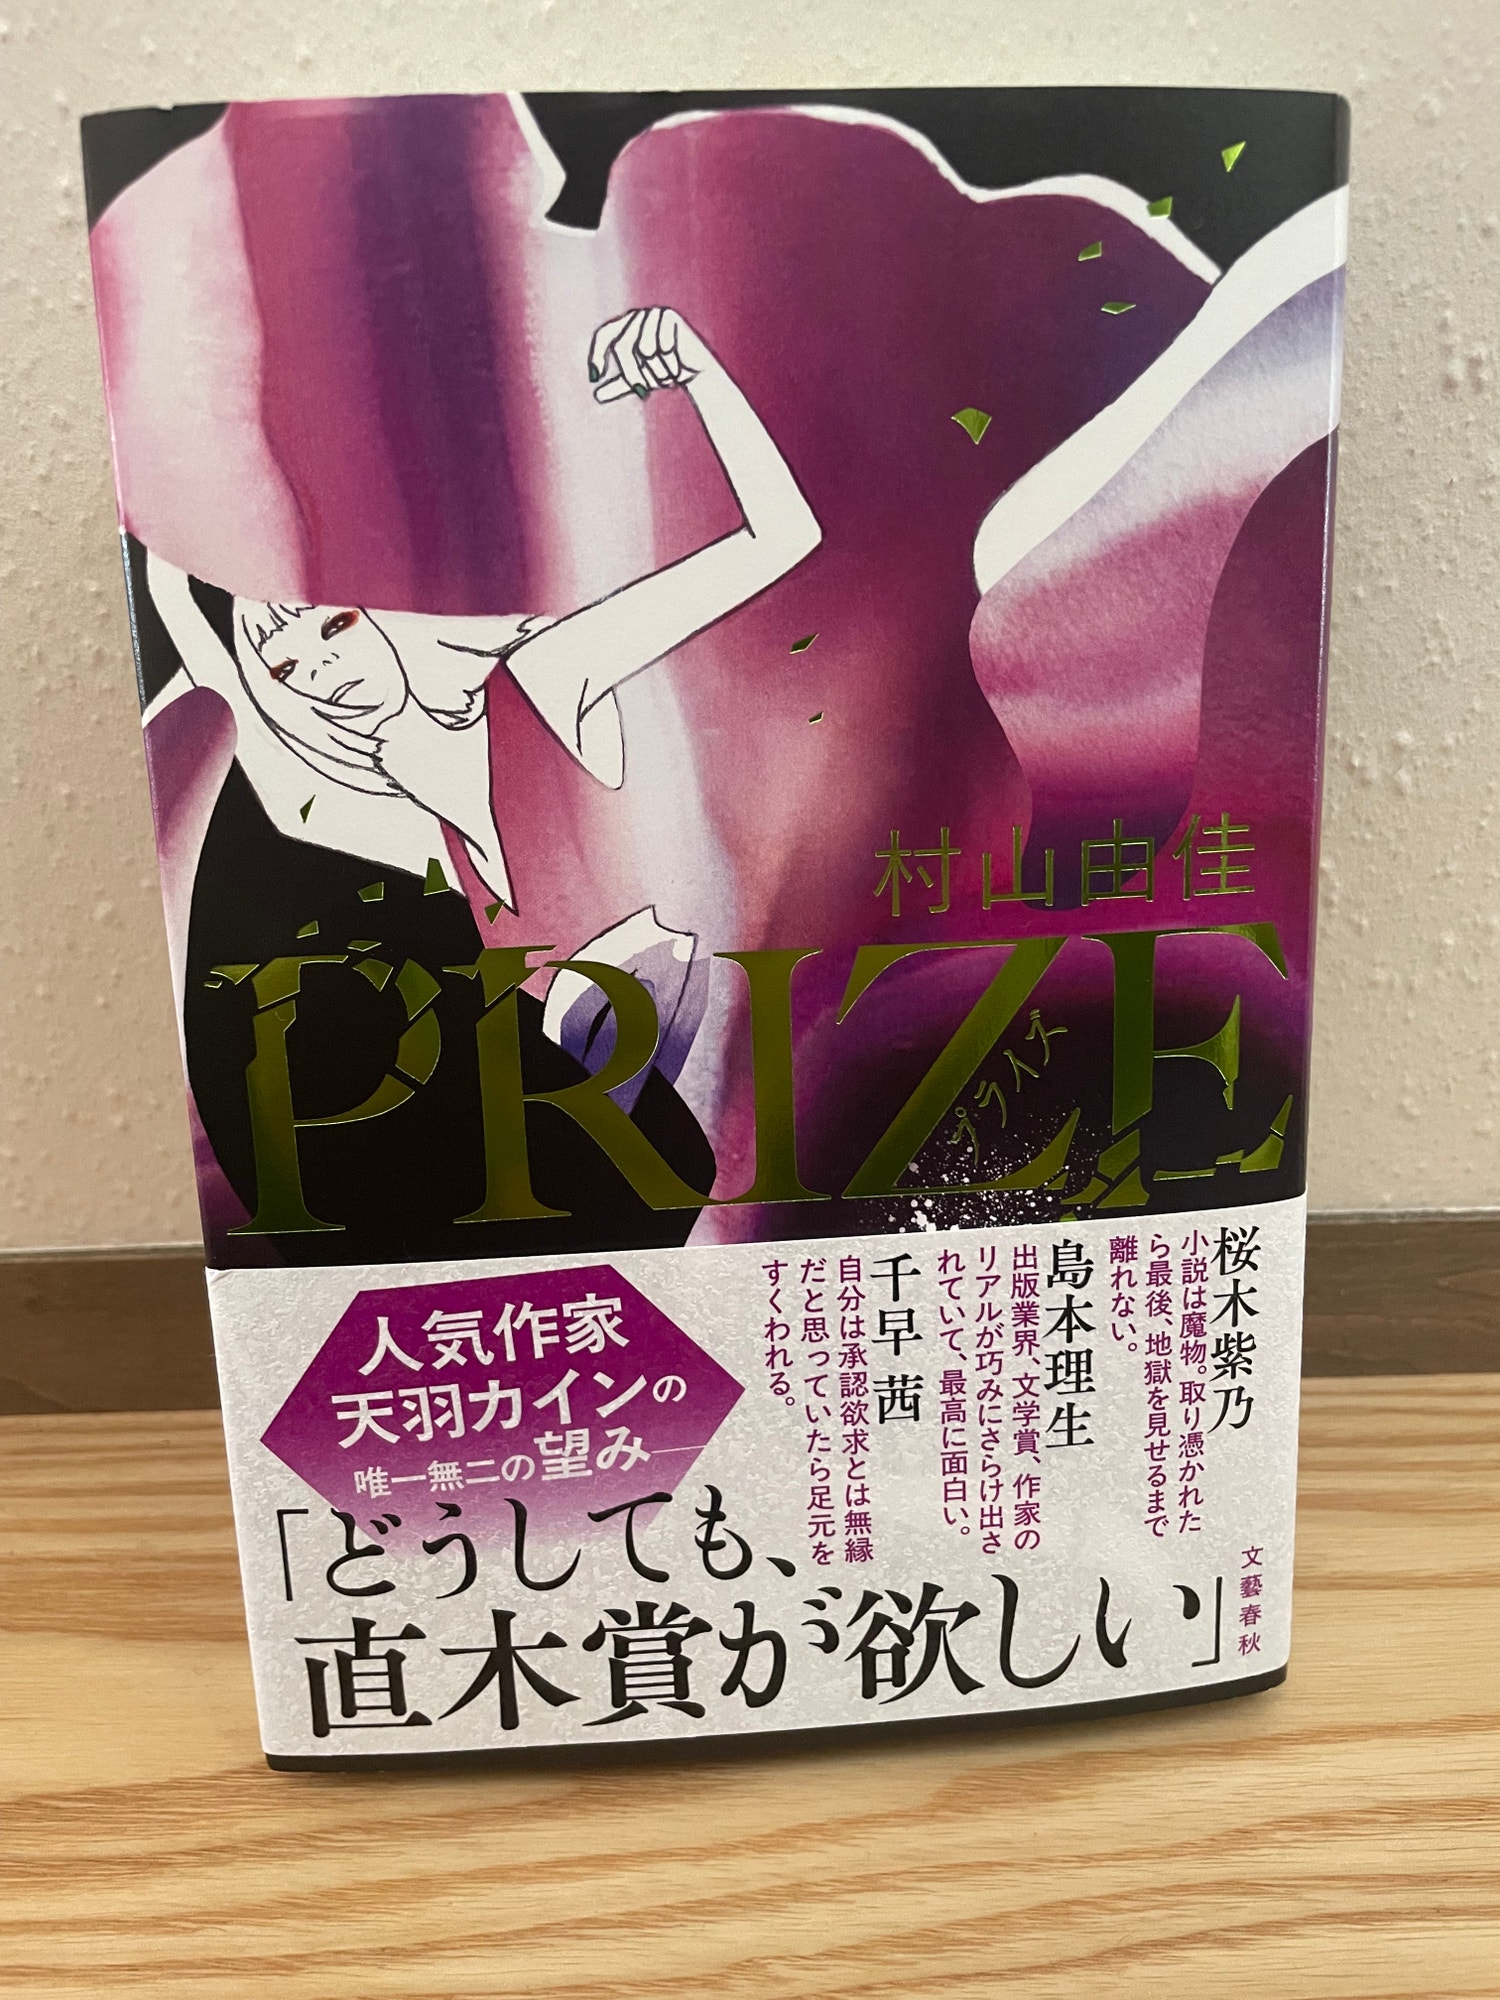 村山由佳
PRIZE
プライズ
桜木紫乃
小説は魔物。取り憑かれた
ら最後、地獄を見せるまで
離れない。
島本理生
出版業界、文学賞、作家の
リアルが巧みにさらけ出さ
れていて、最高に面白い。
千早 茜
自分は承認欲求とは無縁
だと思っていたら足元を
すくわれる。
人気作家
天羽カインの
唯一無二の望み——
「どうしても、
直木賞が欲しい」
文藝春秋